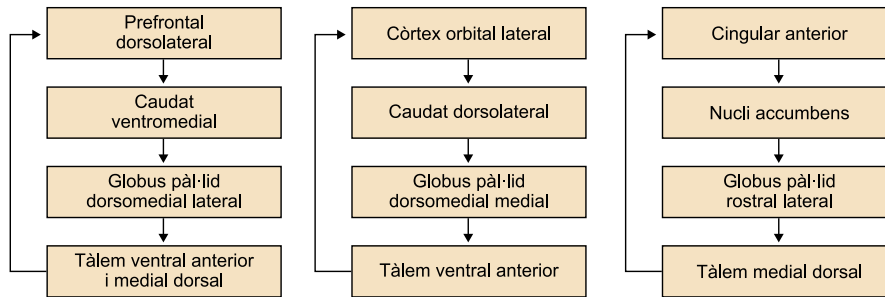 Prefrontal
dorsolateral
Caudat
ventromedial
Globus pàl·lid
dorsomedial lateral
Tàlem ventral anterior
i medial dorsal
Còrtex orbital lateral
Caudat dorsolateral
Globus pàl·lid
dorsomedial medial
Tàlem ventral anterior
Cingular anterior
Nucli accumbens
Globus pàl·lid
rostral lateral
Tàlem medial dorsal